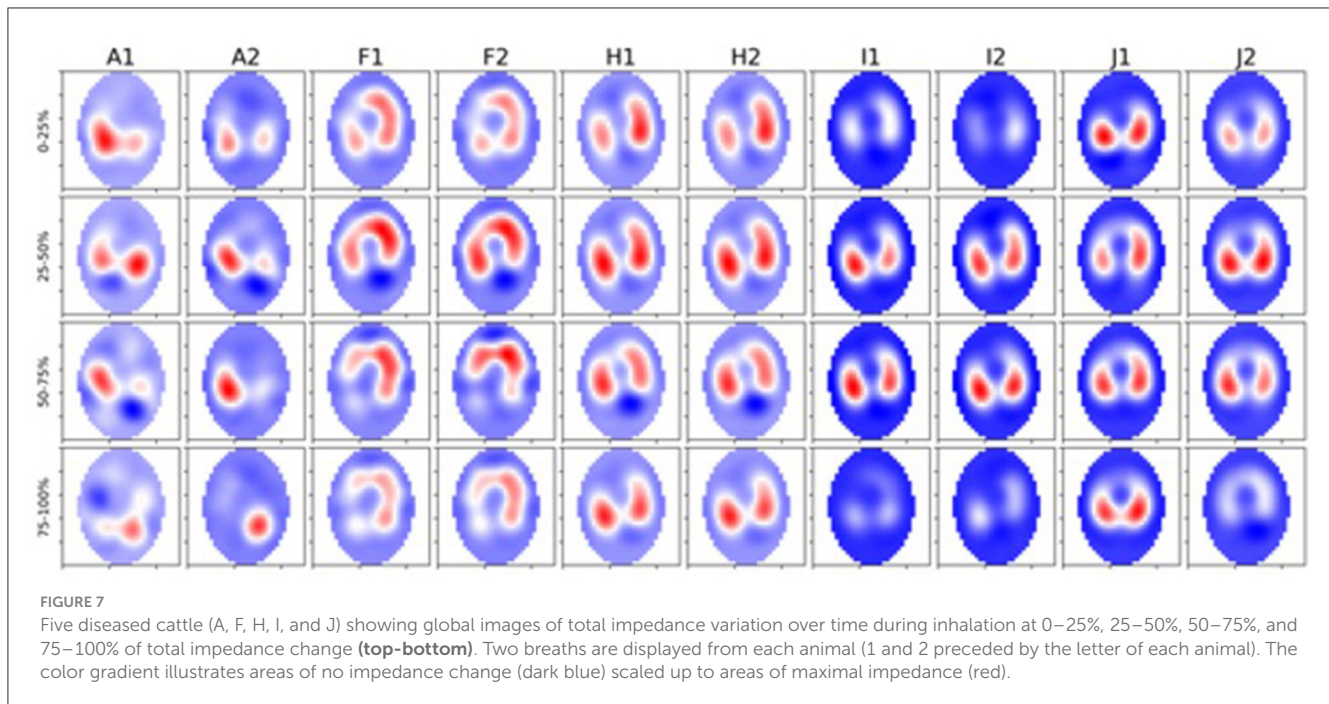 A1 A2 F1 F2 H1 H2 I1 I2 J1 J2
0-25%
25-50%
50-75%
75-100%
FIGURE 7
Five diseased cattle (A, F, H, I, and J) showing global images of total impedance variation over time during inhalation at 0–25%, 25–50%, 50–75%, and
75–100% of total impedance change (top-bottom). Two breaths are displayed from each animal (1 and 2 preceded by the letter of each animal). The
color gradient illustrates areas of no impedance change (dark blue) scaled up to areas of maximal impedance (red).